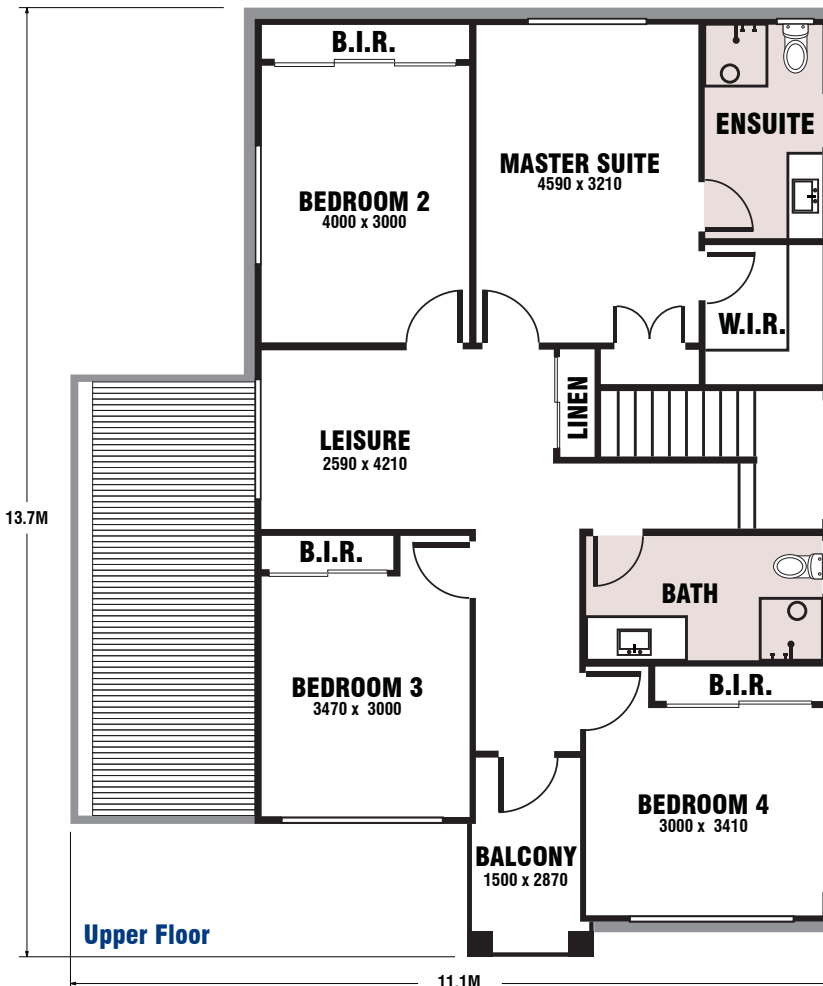 B.I.R.
MASTER SUITE
4590 x 3210
ENSUITE
BEDROOM 2
4000 x 3000
W.I.R.
LINEN
LEISURE
2590 x 4210
13.7M
B.I.R.
BATH
BEDROOM 3
3470 x 3000
B.I.R.
BEDROOM 4
3000 x 3410
BALCONY
1500 x 2870
Upper Floor
11.1M